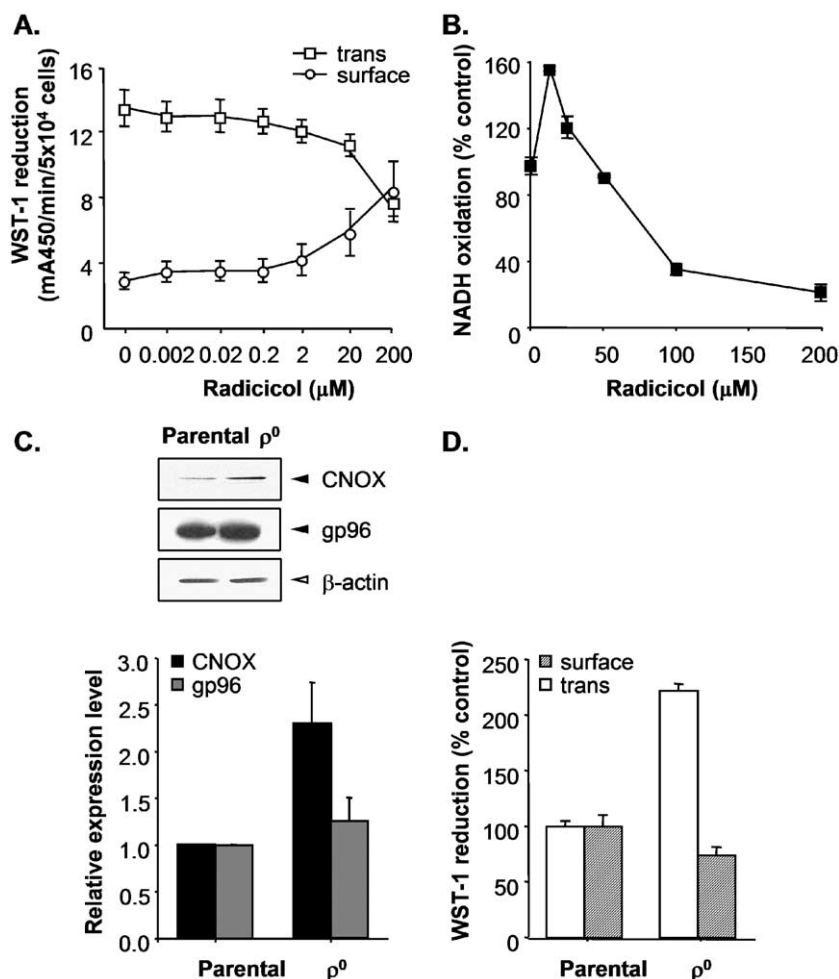 A.
trans
surface
WST-1 reduction
(mA450/min/5x10⁴ cells)
16
12
8
4
0
0 0.002 0.02 0.2 2 20 200
Radicicol (μM)
B.
NADH oxidation (% control)
160
120
80
40
0
0 50 100 150 200
Radicicol (μM)
C.
Parental ρ⁰
CNOX
gp96
β-actin
CNOX
gp96
Relative expression level
3.0
2.5
2.0
1.5
1.0
0.5
0.0
Parental ρ⁰
D.
surface
trans
WST-1 reduction (% control)
250
200
150
100
50
0
Parental ρ⁰